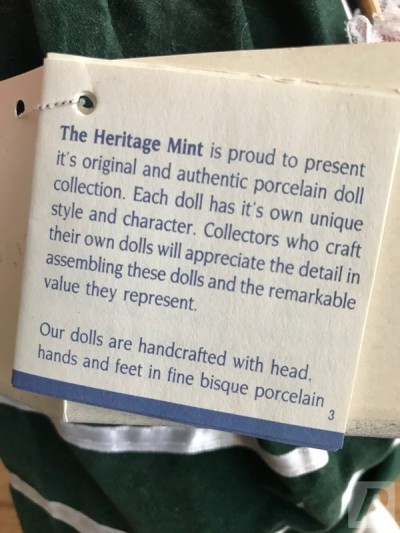 The Heritage Mint is proud to present
it's original and authentic porcelain doll
collection. Each doll has it's own unique
style and character. Collectors who craft
their own dolls will appreciate the detail in
assembling these dolls and the remarkable
value they represent.
Our dolls are handcrafted with head,
hands and feet in fine bisque porcelain
3